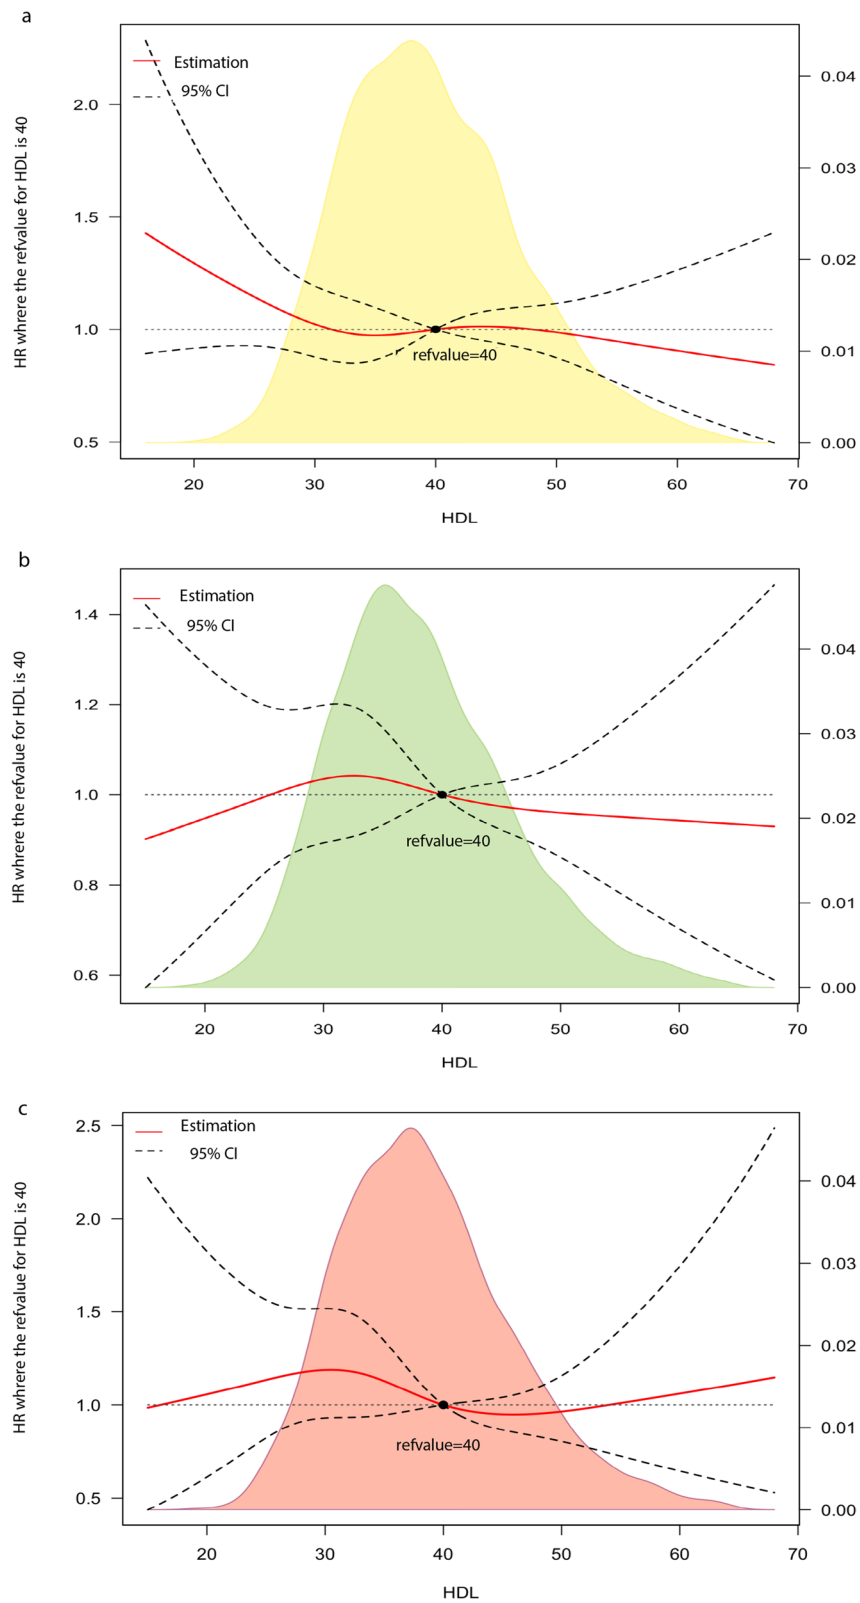 a
Estimation
95% CI
HR whrere the refvalue for HDL is 40
2.0
1.5
1.0
0.5
0.04
0.03
0.02
0.01
0.00
refvalue=40
20 30 40 50 60 70
HDL
b
Estimation
95% CI
HR whrere the refvalue for HDL is 40
1.4
1.2
1.0
0.8
0.6
0.04
0.03
0.02
0.01
0.00
refvalue=40
20 30 40 50 60 70
HDL
c
Estimation
95% CI
HR whrere the refvalue for HDL is 40
2.5
2.0
1.5
1.0
0.5
0.04
0.03
0.02
0.01
0.00
refvalue=40
20 30 40 50 60 70
HDL